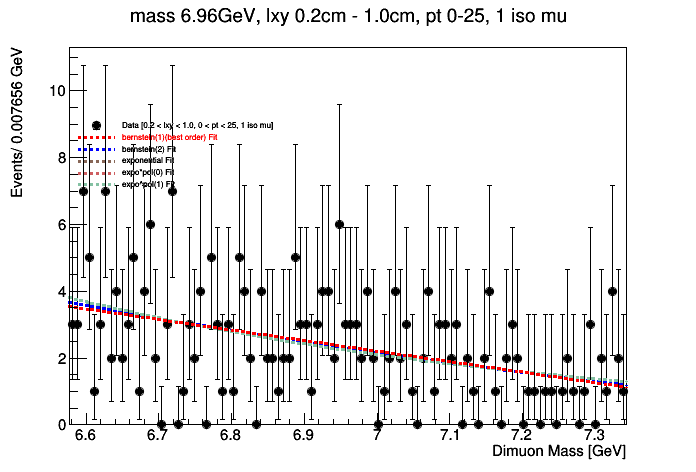 mass 6.96GeV, lxy 0.2cm - 1.0cm, pt 0-25, 1 iso mu
Events/ 0.007656 GeV
10
8
6
4
2
0
Data [0.2 < lxy < 1.0, 0 < pt < 25, 1 iso mu]
bernstein(1)(best order) Fit
bernstein(2) Fit
exponential Fit
expo*pol(0) Fit
expo*pol(1) Fit
6.6 6.7 6.8 6.9 7 7.1 7.2 7.3
Dimuon Mass [GeV]